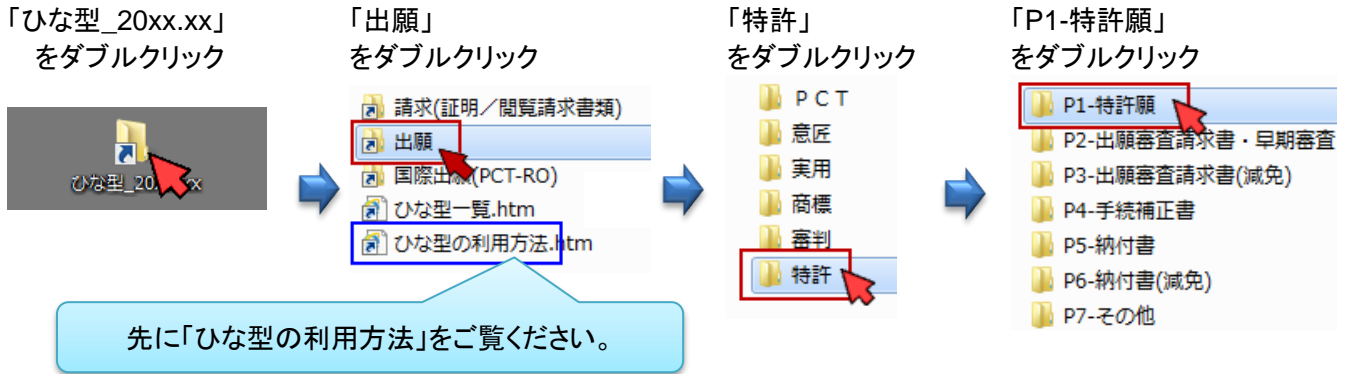 「ひな型_20xx.xx」
をダブルクリック
ひな型_20
xx
「出願」
をダブルクリック
請求(証明／閲覧請求書類)
出願
国際出願(PCT-RO)
ひな型一覧.htm
ひな型の利用方法.htm
先に「ひな型の利用方法」をご覧ください。
「特許」
をダブルクリック
ＰＣＴ
意匠
実用
商標
審判
特許
「P1-特許願」
をダブルクリック
P1-特許願
P2-出願審査請求書・早期審査
P3-出願審査請求書(減免)
P4-手続補正書
P5-納付書
P6-納付書(減免)
P7-その他